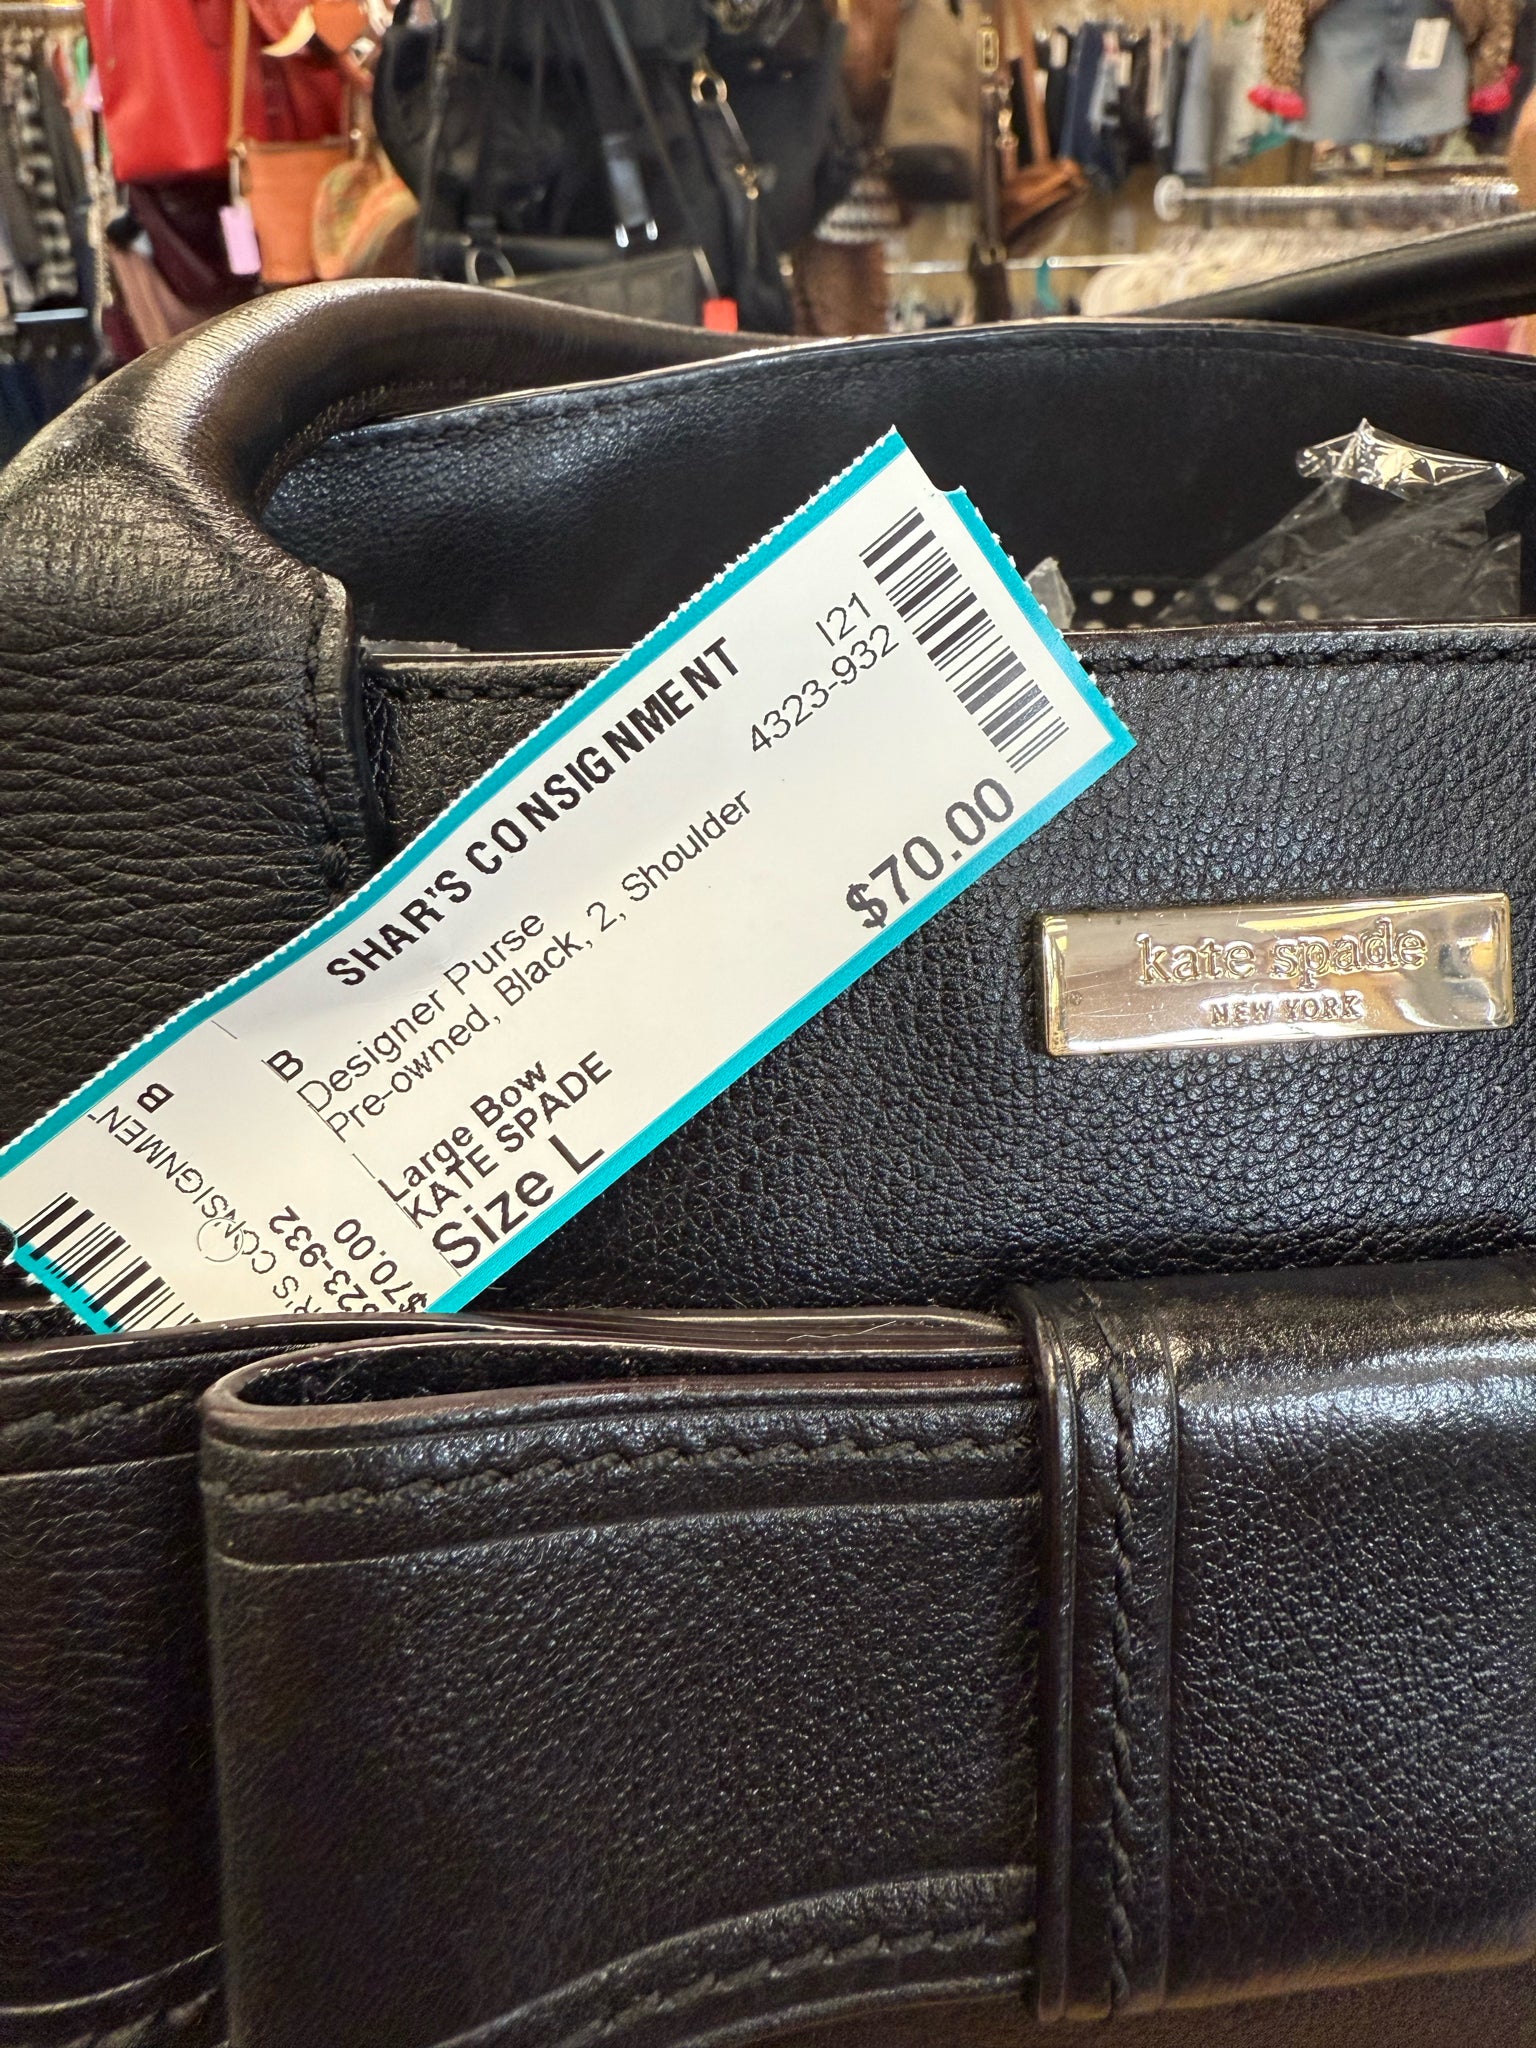 SHAR'S CONSIGNMENT
I21
4323-932
B
Designer Purse
Pre-owned, Black, 2, Shoulder
$70.00
Large Bow
KATE SPADE
Size L
B
CONSIGNMENT
$70.00
kate spade
NEW YORK